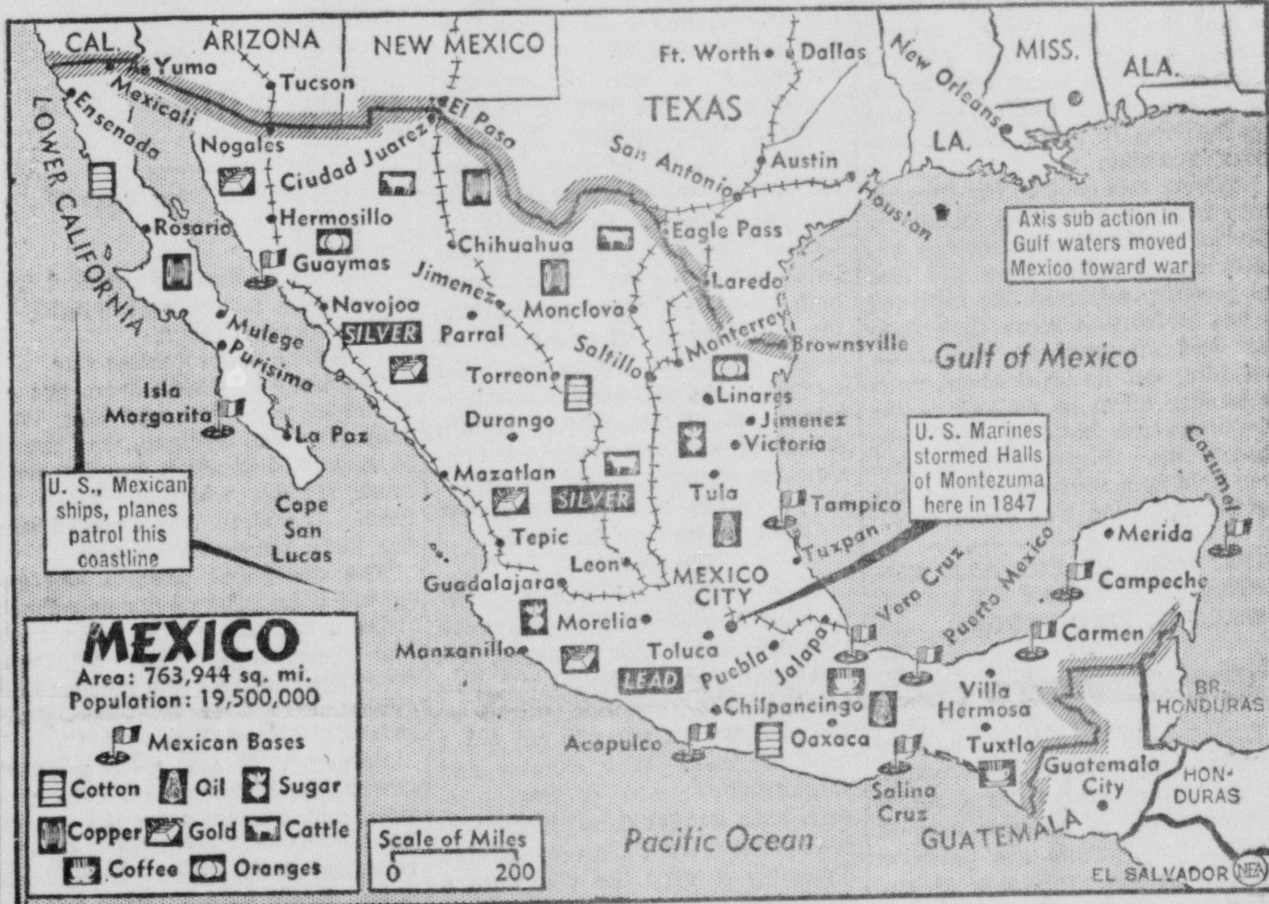 CAL.
ARIZONA
NEW MEXICO
Ft. Worth
Dallas
New Orleans
MISS.
ALA.
Yuma
Mexicali
Tucson
TEXAS
LA.
Ensenada
LOWER CALIFORNIA
Nogales
Ciudad Juarez
El Paso
San Antonio
Austin
Houston
Hermosillo
Rosario
Chihuahua
Eagle Pass
Axis sub action in
Gulf waters moved
Mexico toward war
Guaymas
Jimenez
Monclova
Laredo
Navojoa
SILVER
Parral
Mulege
Purisima
Saltillo
Monterrey
Brownsville
Gulf of Mexico
Isla
Margarita
Torreon
Linares
Durango
Jimenez
Victoria
La Paz
U. S. Marines
stormed Halls
of Montezuma
here in 1847
Cozumel
Mazatlan
U. S., Mexican
ships, planes
patrol this
coastline
Cape
San
Lucas
SILVER
Tula
Tampico
Tuxpan
Merida
Tepic
Leon
Guadalajara
MEXICO
CITY
Vera Cruz
Puerto Mexico
Campeche
Morelia
Toluca
Puebla
Jalapa
Carmen
Manzanillo
LEAD
Villa
Hermosa
BR.
HONDURAS
Chilpancingo
Acapulco
Oaxaca
Tuxtla
Salina
Cruz
Guatemala
City
HON-
DURAS
GUATEMALA
Pacific Ocean
EL SALVADOR
NEA
MEXICO
Area: 763,944 sq. mi.
Population: 19,500,000
Mexican Bases
Cotton
Oil
Sugar
Copper
Gold
Cattle
Coffee
Oranges
Scale of Miles
0 200